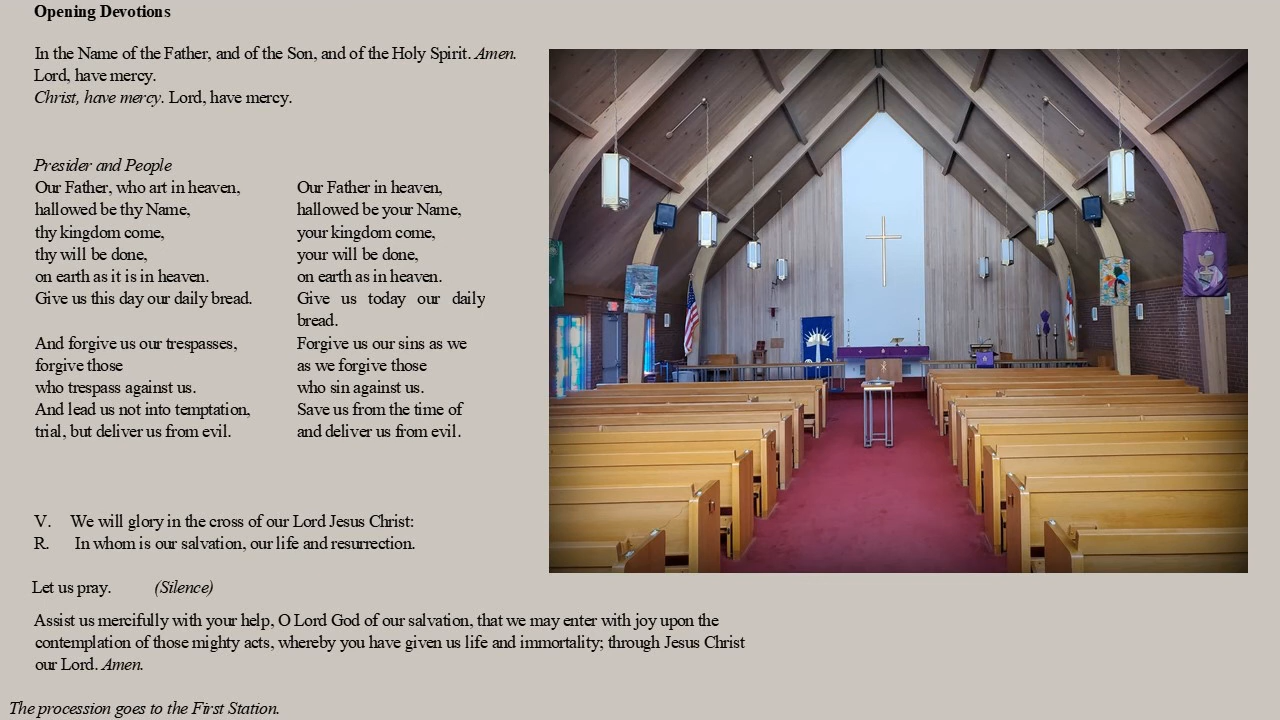 Opening Devotions
In the Name of the Father, and of the Son, and of the Holy Spirit. Amen.
Lord, have mercy.
Christ, have mercy. Lord, have mercy.
Presider and People
Our Father, who art in heaven,
hallowed be thy Name,
thy kingdom come,
thy will be done,
on earth as it is in heaven.
Give us this day our daily bread.
And forgive us our trespasses,
forgive those
who trespass against us.
And lead us not into temptation,
trial, but deliver us from evil.
Our Father in heaven,
hallowed be your Name,
your kingdom come,
your will be done,
on earth as in heaven.
Give us today our daily
bread.
Forgive us our sins as we
as we forgive those
who sin against us.
Save us from the time of
and deliver us from evil.
V. We will glory in the cross of our Lord Jesus Christ:
R. In whom is our salvation, our life and resurrection.
Let us pray. (Silence)
Assist us mercifully with your help, O Lord God of our salvation, that we may enter with joy upon the
contemplation of those mighty acts, whereby you have given us life and immortality; through Jesus Christ
our Lord. Amen.
The procession goes to the First Station.